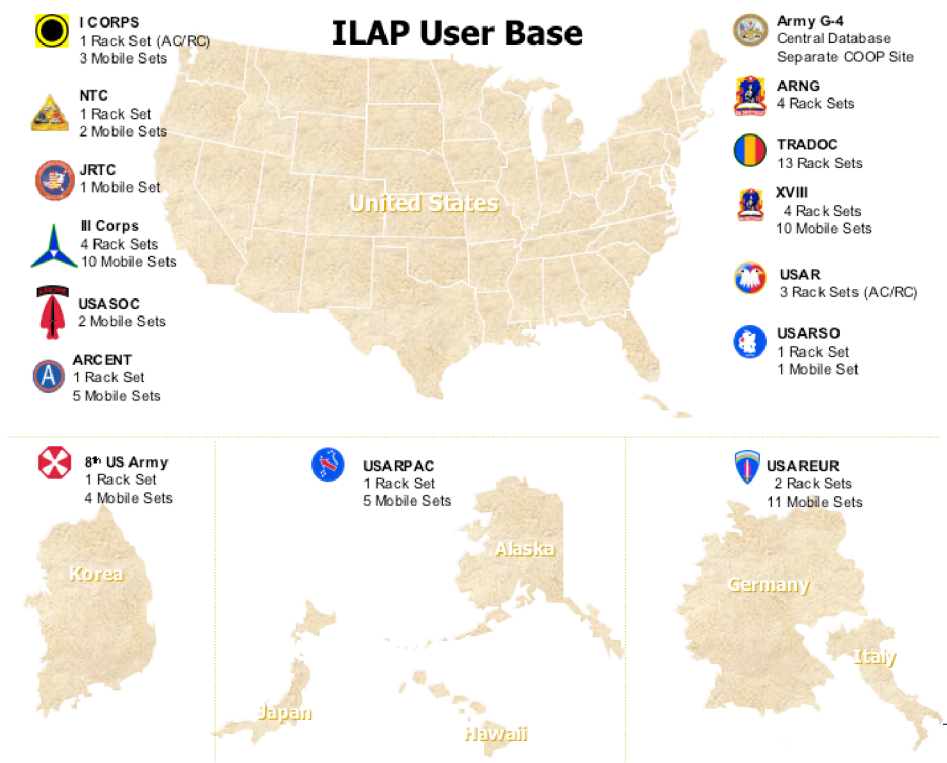 ILAP User Base
I CORPS
1 Rack Set (AC/RC)
3 Mobile Sets
NTC
1 Rack Set
2 Mobile Sets
JRTC
1 Mobile Set
III Corps
4 Rack Sets
10 Mobile Sets
USASOC
2 Mobile Sets
ARCENT
1 Rack Set
5 Mobile Sets
United States
Army G-4
Central Database
Separate COOP Site
ARNG
4 Rack Sets
TRADOC
13 Rack Sets
XVIII
4 Rack Sets
10 Mobile Sets
USAR
3 Rack Sets (AC/RC)
USARSO
1 Rack Set
1 Mobile Set
8th US Army
1 Rack Set
4 Mobile Sets
Korea
USARPAC
1 Rack Set
5 Mobile Sets
Alaska
Japan
Hawaii
USAREUR
2 Rack Sets
11 Mobile Sets
Germany
Italy